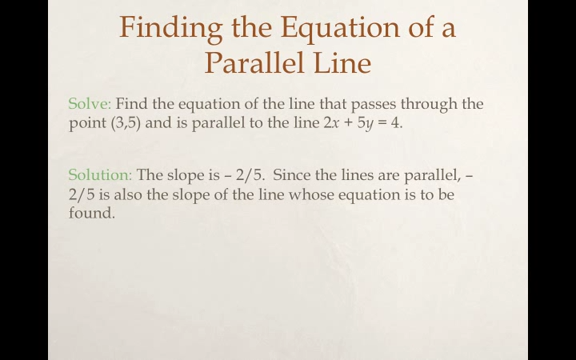 Finding the Equation of a
Parallel Line
Solve: Find the equation of the line that passes through the
point (3,5) and is parallel to the line 2x + 5y = 4.
Solution: The slope is – 2/5. Since the lines are parallel, –
2/5 is also the slope of the line whose equation is to be
found.